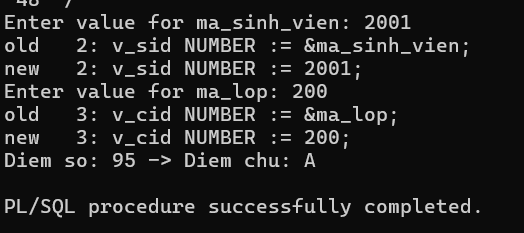 48  /
Enter value for ma_sinh_vien: 2001
old   2: v_sid NUMBER := &ma_sinh_vien;
new   2: v_sid NUMBER := 2001;
Enter value for ma_lop: 200
old   3: v_cid NUMBER := &ma_lop;
new   3: v_cid NUMBER := 200;
Diem so: 95 -> Diem chu: A
PL/SQL procedure successfully completed.